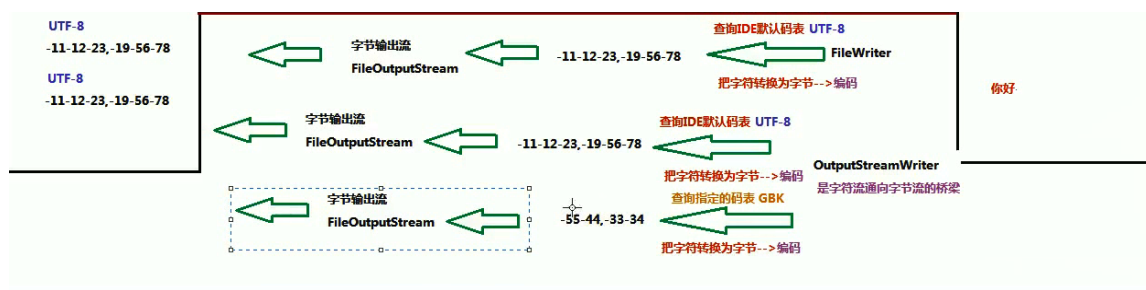 UTF-8
-11-12-23,-19-56-78
UTF-8
-11-12-23,-19-56-78
字节输出流
FileOutputStream
-11-12-23,-19-56-78
查询IDE默认码表 UTF-8
FileWriter
把字符转换为字节-->编码
你好
字节输出流
FileOutputStream
-11-12-23,-19-56-78
查询IDE默认码表 UTF-8
把字符转换为字节-->编码
OutputStreamWriter
是字符流通向字节流的桥梁
字节输出流
FileOutputStream
-55-44,-33-34
查询指定的码表 GBK
把字符转换为字节-->编码